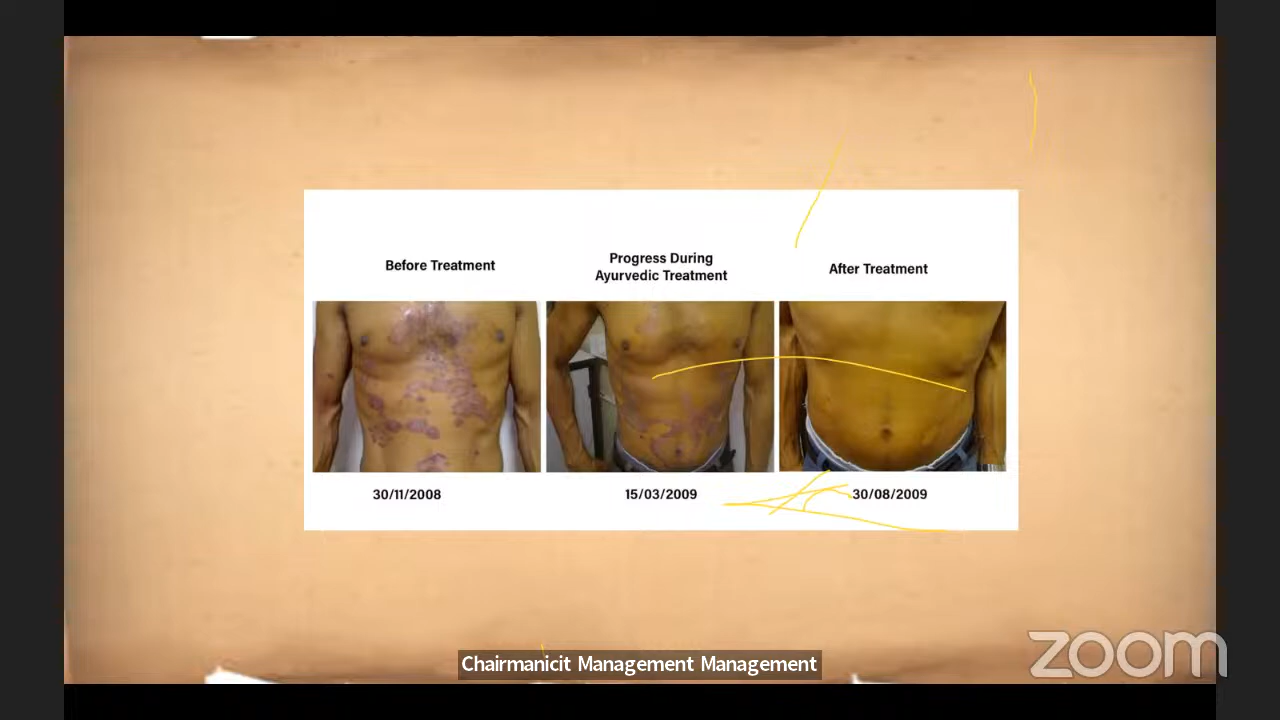 Before Treatment
Progress During
Ayurvedic Treatment
After Treatment
30/11/2008
15/03/2009
30/08/2009
Chairmanicit Management Management
zoom